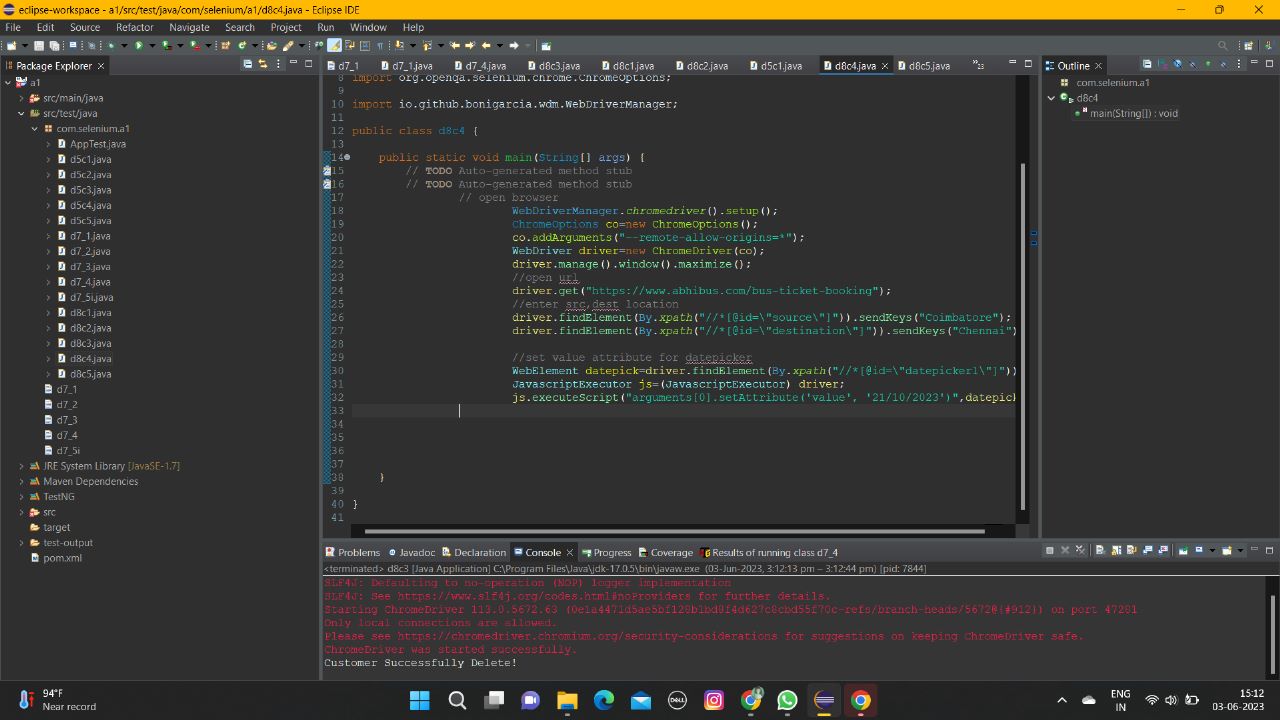 eclipse-workspace - a1/src/test/java/com/selenium/a1/d8c4.java - Eclipse IDE
File Edit Source Refactor Navigate Search Project Run Window Help
Package Explorer
a1
src/main/java
src/test/java
com.selenium.a1
AppTest.java
d5c1.java
d5c2.java
d5c3.java
d5c4.java
d5c5.java
d7_1.java
d7_2.java
d7_3.java
d7_4.java
d7_5i.java
d8c1.java
d8c2.java
d8c3.java
d8c4.java
d8c5.java
d7_1
d7_2
d7_3
d7_4
d7_5i
JRE System Library [JavaSE-1.7]
Maven Dependencies
TestNG
src
target
test-output
pom.xml
d7_1 d7_1.java d7_4.java d8c3.java d8c1.java d8c2.java d5c1.java d8c4.java d8c5.java »23
8 import org.openqa.selenium.chrome.ChromeOptions;
9
10 import io.github.bonigarcia.wdm.WebDriverManager;
11
12 public class d8c4 {
13
14 public static void main(String[] args) {
15 // TODO Auto-generated method stub
16 // TODO Auto-generated method stub
17 // open browser
18 WebDriverManager.chromedriver().setup();
19 ChromeOptions co=new ChromeOptions();
20 co.addArguments("--remote-allow-origins=*");
21 WebDriver driver=new ChromeDriver(co);
22 driver.manage().window().maximize();
23 //open url
24 driver.get("https://www.abhibus.com/bus-ticket-booking");
25 //enter src,dest location
26 driver.findElement(By.xpath("//*[@id=\"source\"]")).sendKeys("Coimbatore");
27 driver.findElement(By.xpath("//*[@id=\"destination\"]")).sendKeys("Chennai")
28
29 //set value attribute for datepicker
30 WebElement datepick=driver.findElement(By.xpath("//*[@id=\"datepicker1\"]"))
31 JavascriptExecutor js=(JavascriptExecutor) driver;
32 js.executeScript("arguments[0].setAttribute('value', '21/10/2023')",datepick
33
34
35
36
37
38 }
39
40 }
41
Outline
com.selenium.a1
d8c4
main(String[]) : void
Problems Javadoc Declaration Console Progress Coverage Results of running class d7_4
<terminated> d8c3 [Java Application] C:\Program Files\Java\jdk-17.0.5\bin\javaw.exe (03-Jun-2023, 3:12:13 pm – 3:12:44 pm) [pid: 7844]
SLF4J: Defaulting to no-operation (NOP) logger implementation
SLF4J: See https://www.slf4j.org/codes.html#noProviders for further details.
Starting ChromeDriver 113.0.5672.63 (0e1a4471d5ae5bf128b1bd8f4d627c8cbd55f70c-refs/branch-heads/5672@{#912}) on port 47281
Only local connections are allowed.
Please see https://chromedriver.chromium.org/security-considerations for suggestions on keeping ChromeDriver safe.
ChromeDriver was started successfully.
Customer Successfully Delete!
94°F
Near record
DELL
ENG
IN
15:12
03-06-2023